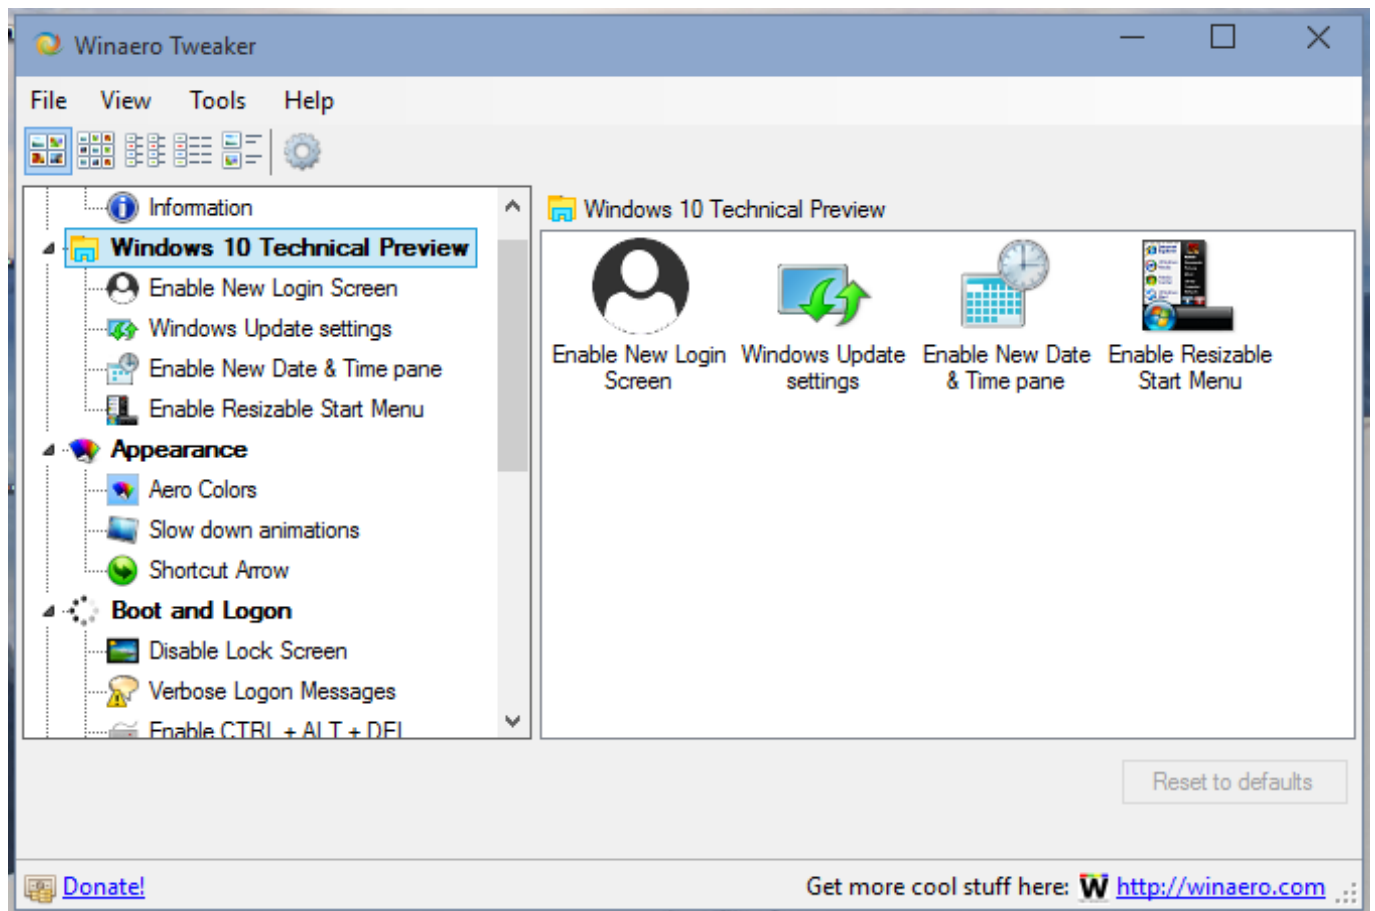 Winaero Tweaker
File View Tools Help
Information
Windows 10 Technical Preview
Enable New Login Screen
Windows Update settings
Enable New Date & Time pane
Enable Resizable Start Menu
Appearance
Aero Colors
Slow down animations
Shortcut Arrow
Boot and Logon
Disable Lock Screen
Verbose Logon Messages
Enable CTRL + ALT + DEL
Windows 10 Technical Preview
Enable New Login
Screen
Windows Update
settings
Enable New Date
& Time pane
Enable Resizable
Start Menu
Reset to defaults
Donate!
Get more cool stuff here: W http://winaero.com